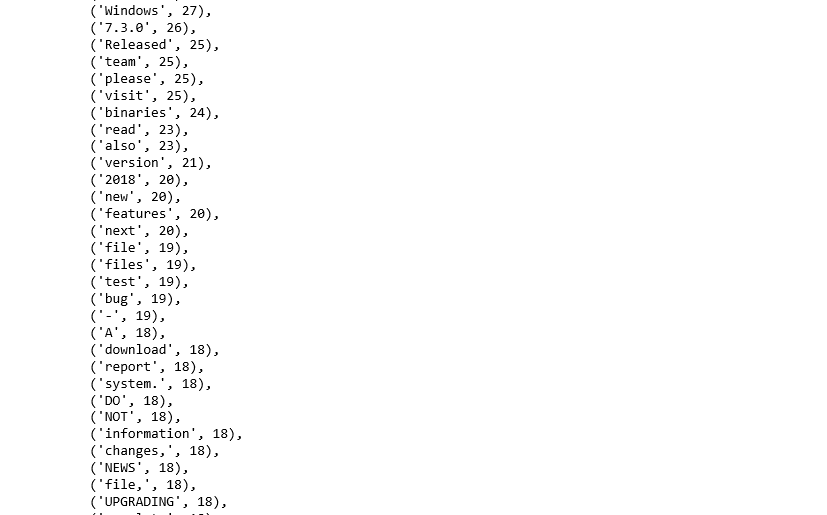 ('Windows', 27),
('7.3.0', 26),
('Released', 25),
('team', 25),
('please', 25),
('visit', 25),
('binaries', 24),
('read', 23),
('also', 23),
('version', 21),
('2018', 20),
('new', 20),
('features', 20),
('next', 20),
('file', 19),
('files', 19),
('test', 19),
('bug', 19),
('-', 19),
('A', 18),
('download', 18),
('report', 18),
('system.', 18),
('DO', 18),
('NOT', 18),
('information', 18),
('changes,', 18),
('NEWS', 18),
('file,', 18),
('UPGRADING', 18),